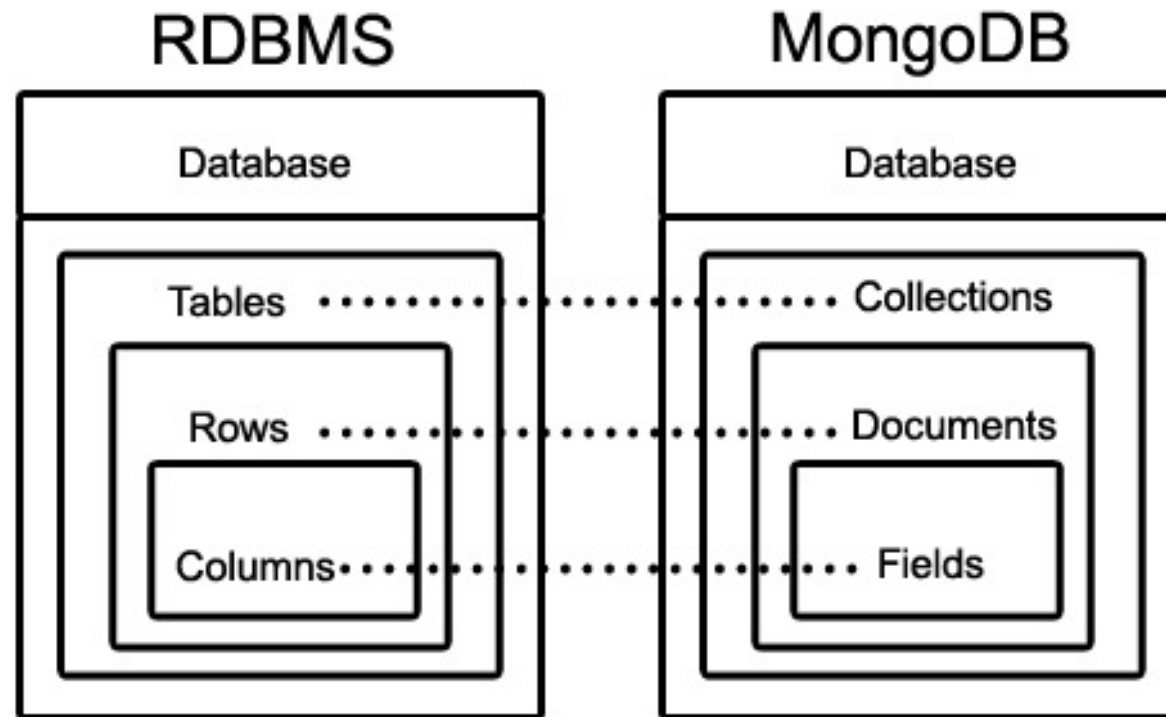 RDBMS
MongoDB
Database
Database
Tables
Collections
Rows
Documents
Columns
Fields